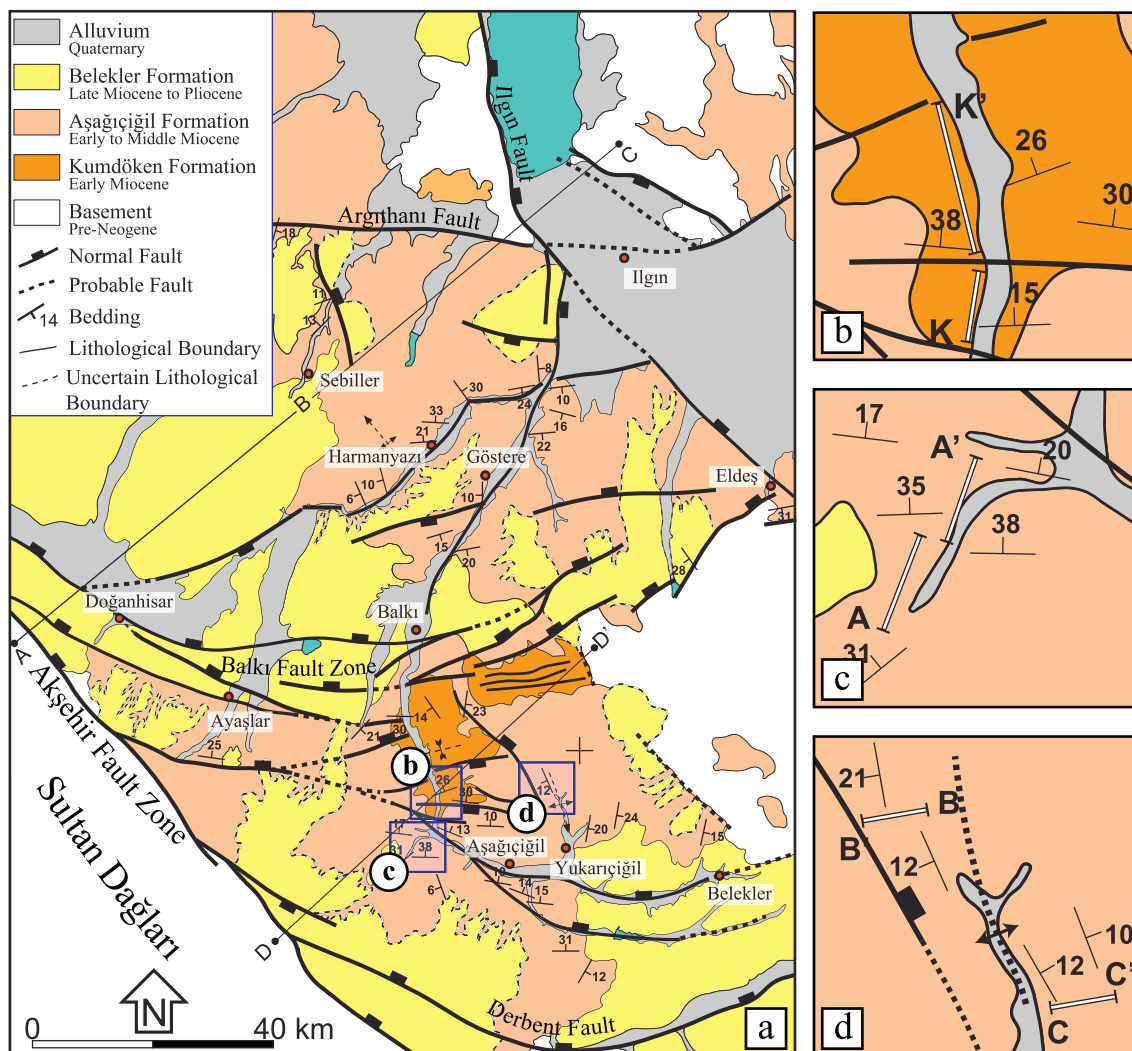 Alluvium
Quaternary
Belekler Formation
Late Miocene to Pliocene
Aşağıçiğil Formation
Early to Middle Miocene
Kumdöken Formation
Early Miocene
Basement
Pre-Neogene
Normal Fault
Probable Fault
14 Bedding
Lithological Boundary
Uncertain Lithological
Boundary
Ilgın Fault
C
Argıthanı Fault
18
Ilgın
11
13
Sebiller
B
8
30
24
10
33
16
21
22
Harmanyazı
Göstere
10
6
10
Eldeş
31
15
20
28
Doğanhisar
Balkı
A
D'
Balkı Fault Zone
Akşehir Fault Zone
Ayaşlar
14
23
21
30
25
b
26
30
12
d
Sultan Dağları
17
13
10
20
24
15
31
38
Aşağıçiğil
Yukarıçiğil
c
10
14
15
6
Belekler
D
31
12
N
0
40 km
Derbent Fault
a
K'
26
30
38
15
K
b
17
A'
20
35
38
A
31
c
21
B'
B
12
10
12
C'
C
d